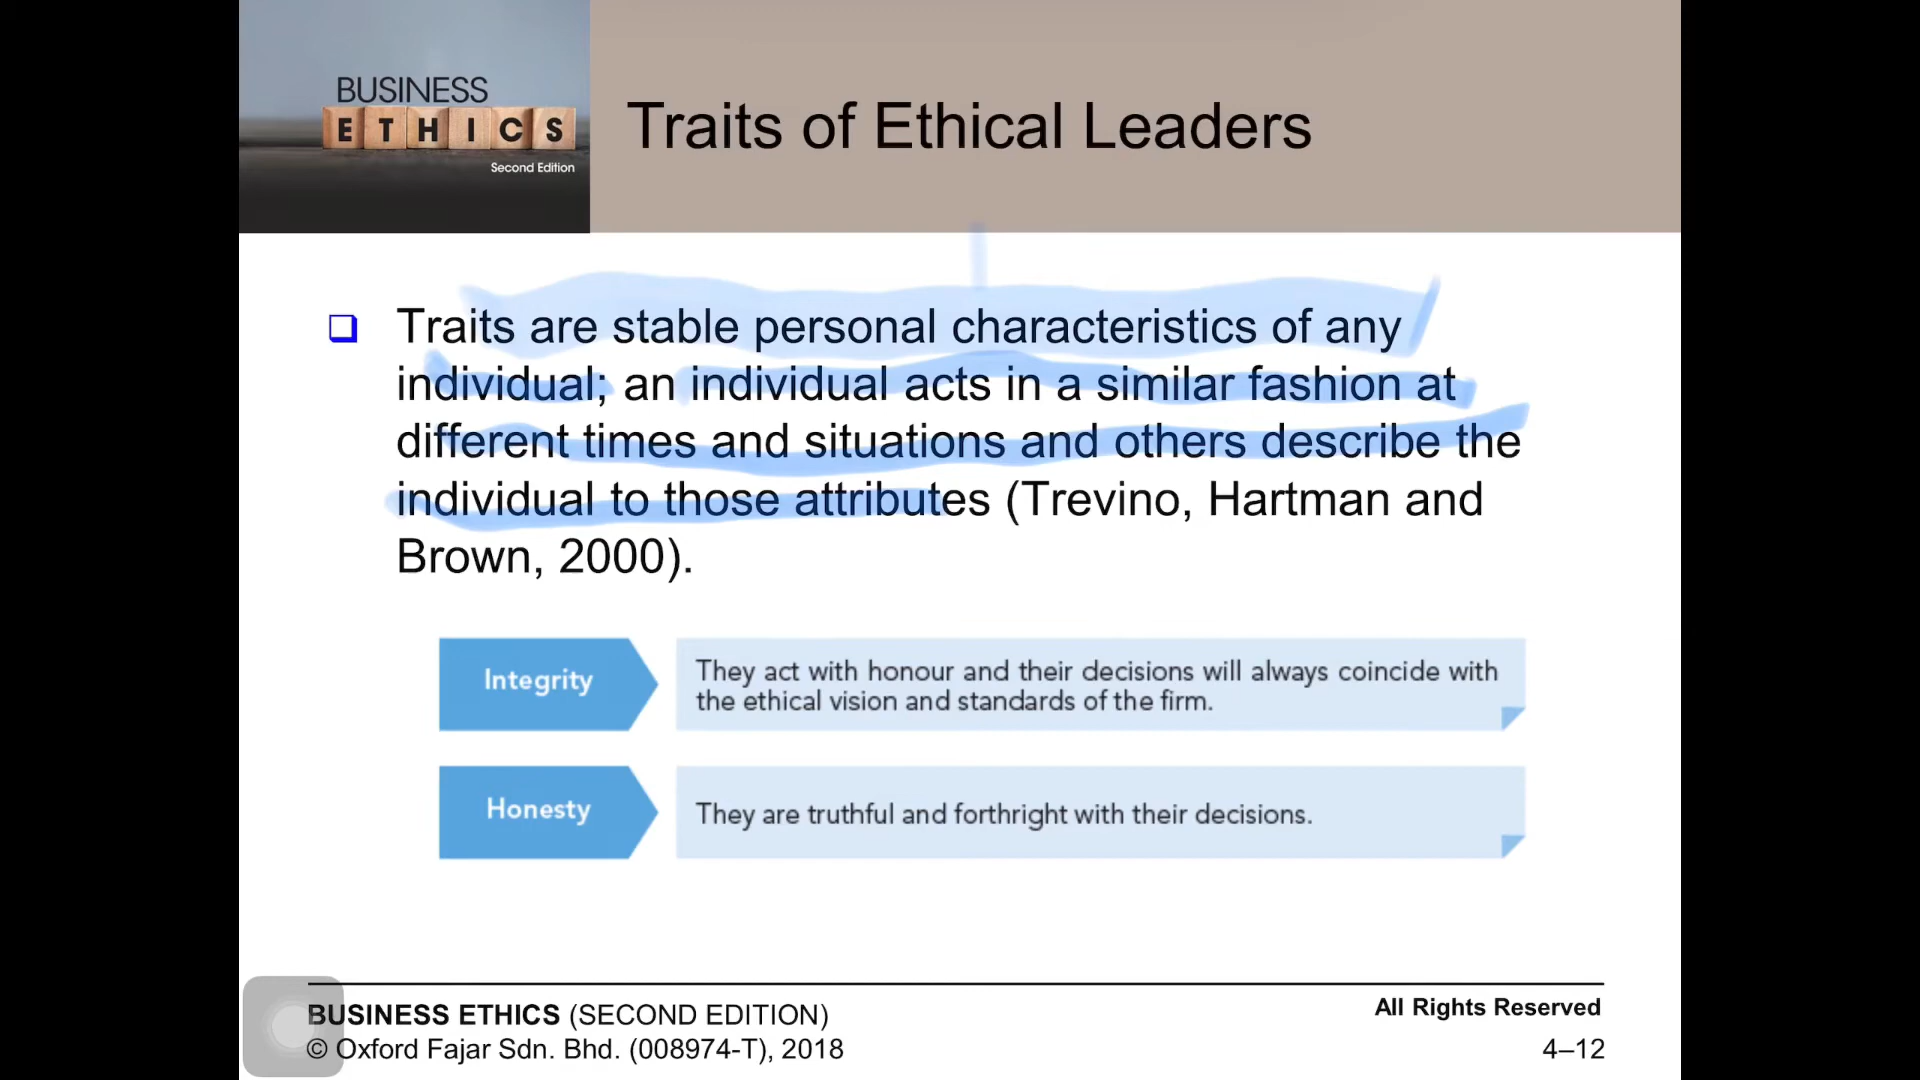 BUSINESS
ETHICS
Second Edition
Traits of Ethical Leaders
❑ Traits are stable personal characteristics of any
individual; an individual acts in a similar fashion at
different times and situations and others describe the
individual to those attributes (Trevino, Hartman and
Brown, 2000).
Integrity
They act with honour and their decisions will always coincide with
the ethical vision and standards of the firm.
Honesty
They are truthful and forthright with their decisions.
BUSINESS ETHICS (SECOND EDITION)
© Oxford Fajar Sdn. Bhd. (008974-T), 2018
All Rights Reserved
4–12